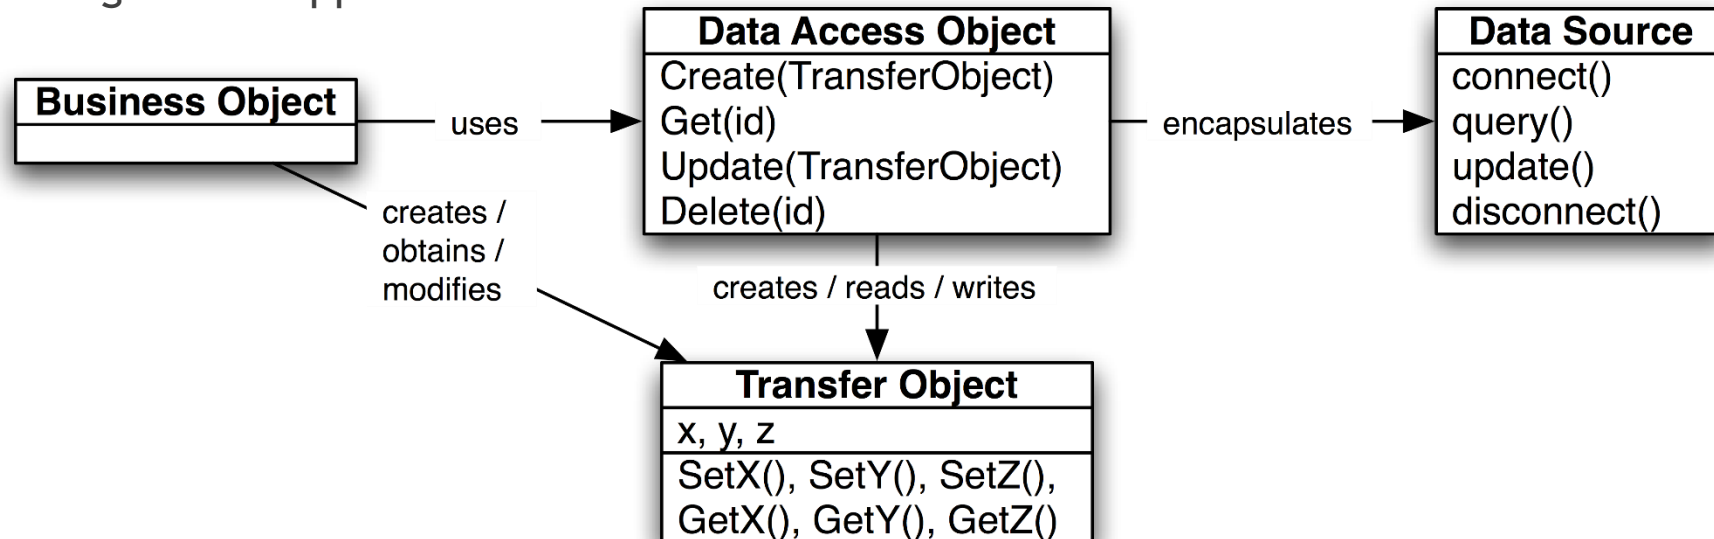 Business Object
uses
Data Access Object
Create(TransferObject)
Get(id)
Update(TransferObject)
Delete(id)
encapsulates
Data Source
connect()
query()
update()
disconnect()
creates /
obtains /
modifies
creates / reads / writes
Transfer Object
x, y, z
SetX(), SetY(), SetZ(),
GetX(), GetY(), GetZ()